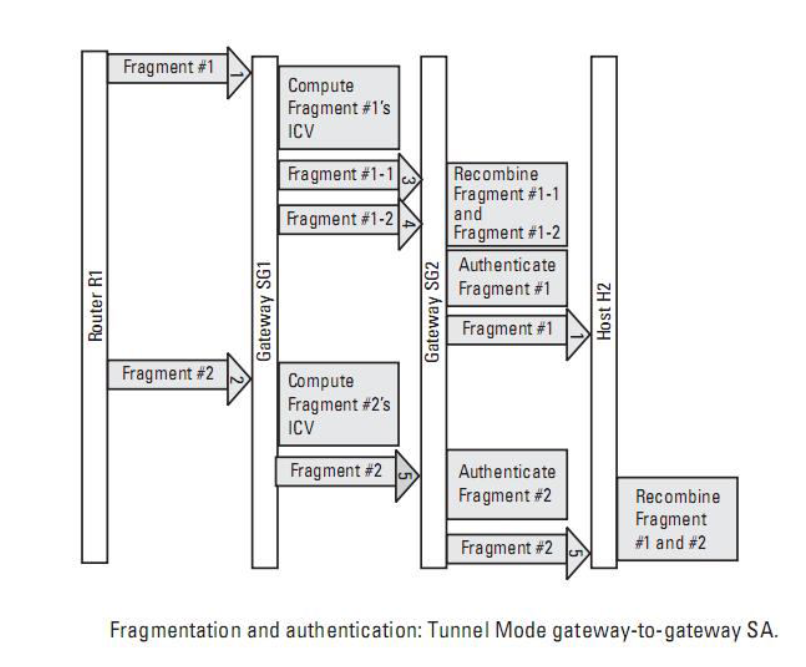 Fragment #1
1
Compute
Fragment #1's
ICV
Fragment #1-1
3
Recombine
Fragment #1-1
and
Fragment #1-2
Fragment #1-2
4
Authenticate
Fragment #1
Router R1
Gateway SG1
Gateway SG2
Host H2
Fragment #1
1
Fragment #2
2
Compute
Fragment #2's
ICV
Fragment #2
5
Authenticate
Fragment #2
Recombine
Fragment
#1 and #2
Fragment #2
5
Fragmentation and authentication: Tunnel Mode gateway-to-gateway SA.